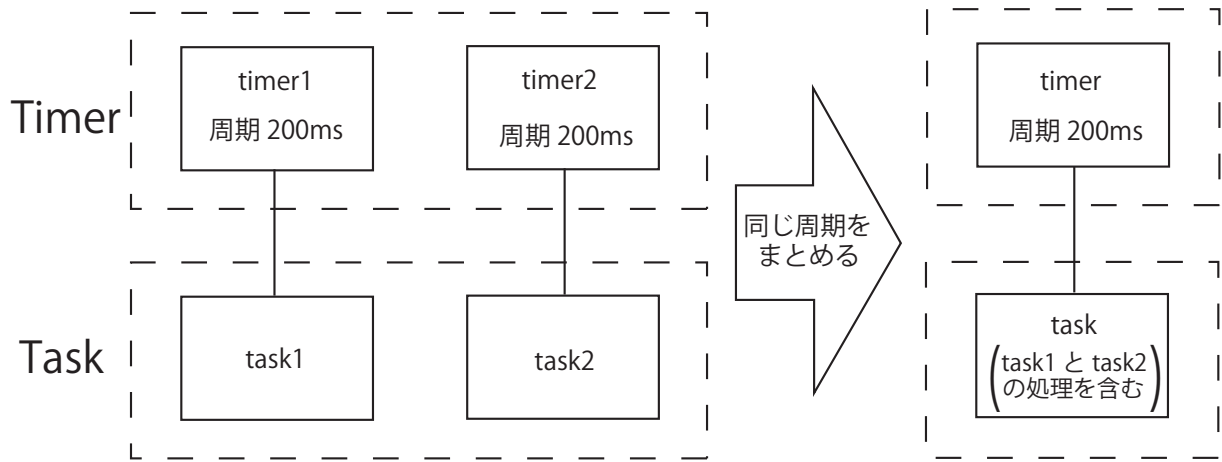 Timer
timer1
周期 200ms
timer2
周期 200ms
同じ周期を
まとめる
timer
周期 200ms
Task
task1
task2
task
(task1 と task2
の処理を含む)